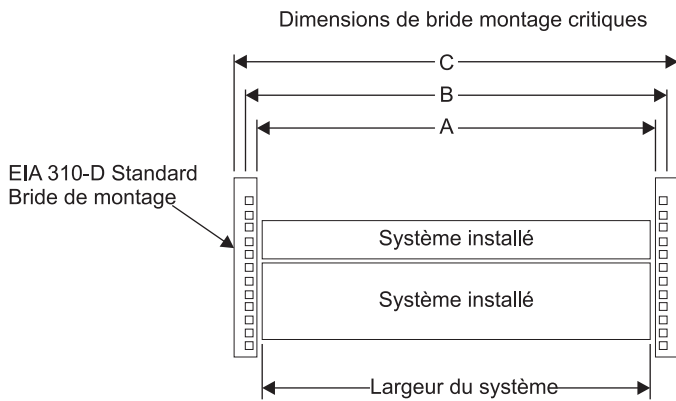 Dimensions de bride montage critiques
C
B
A
EIA 310-D Standard
Bride de montage
Système installé
Système installé
Largeur du système